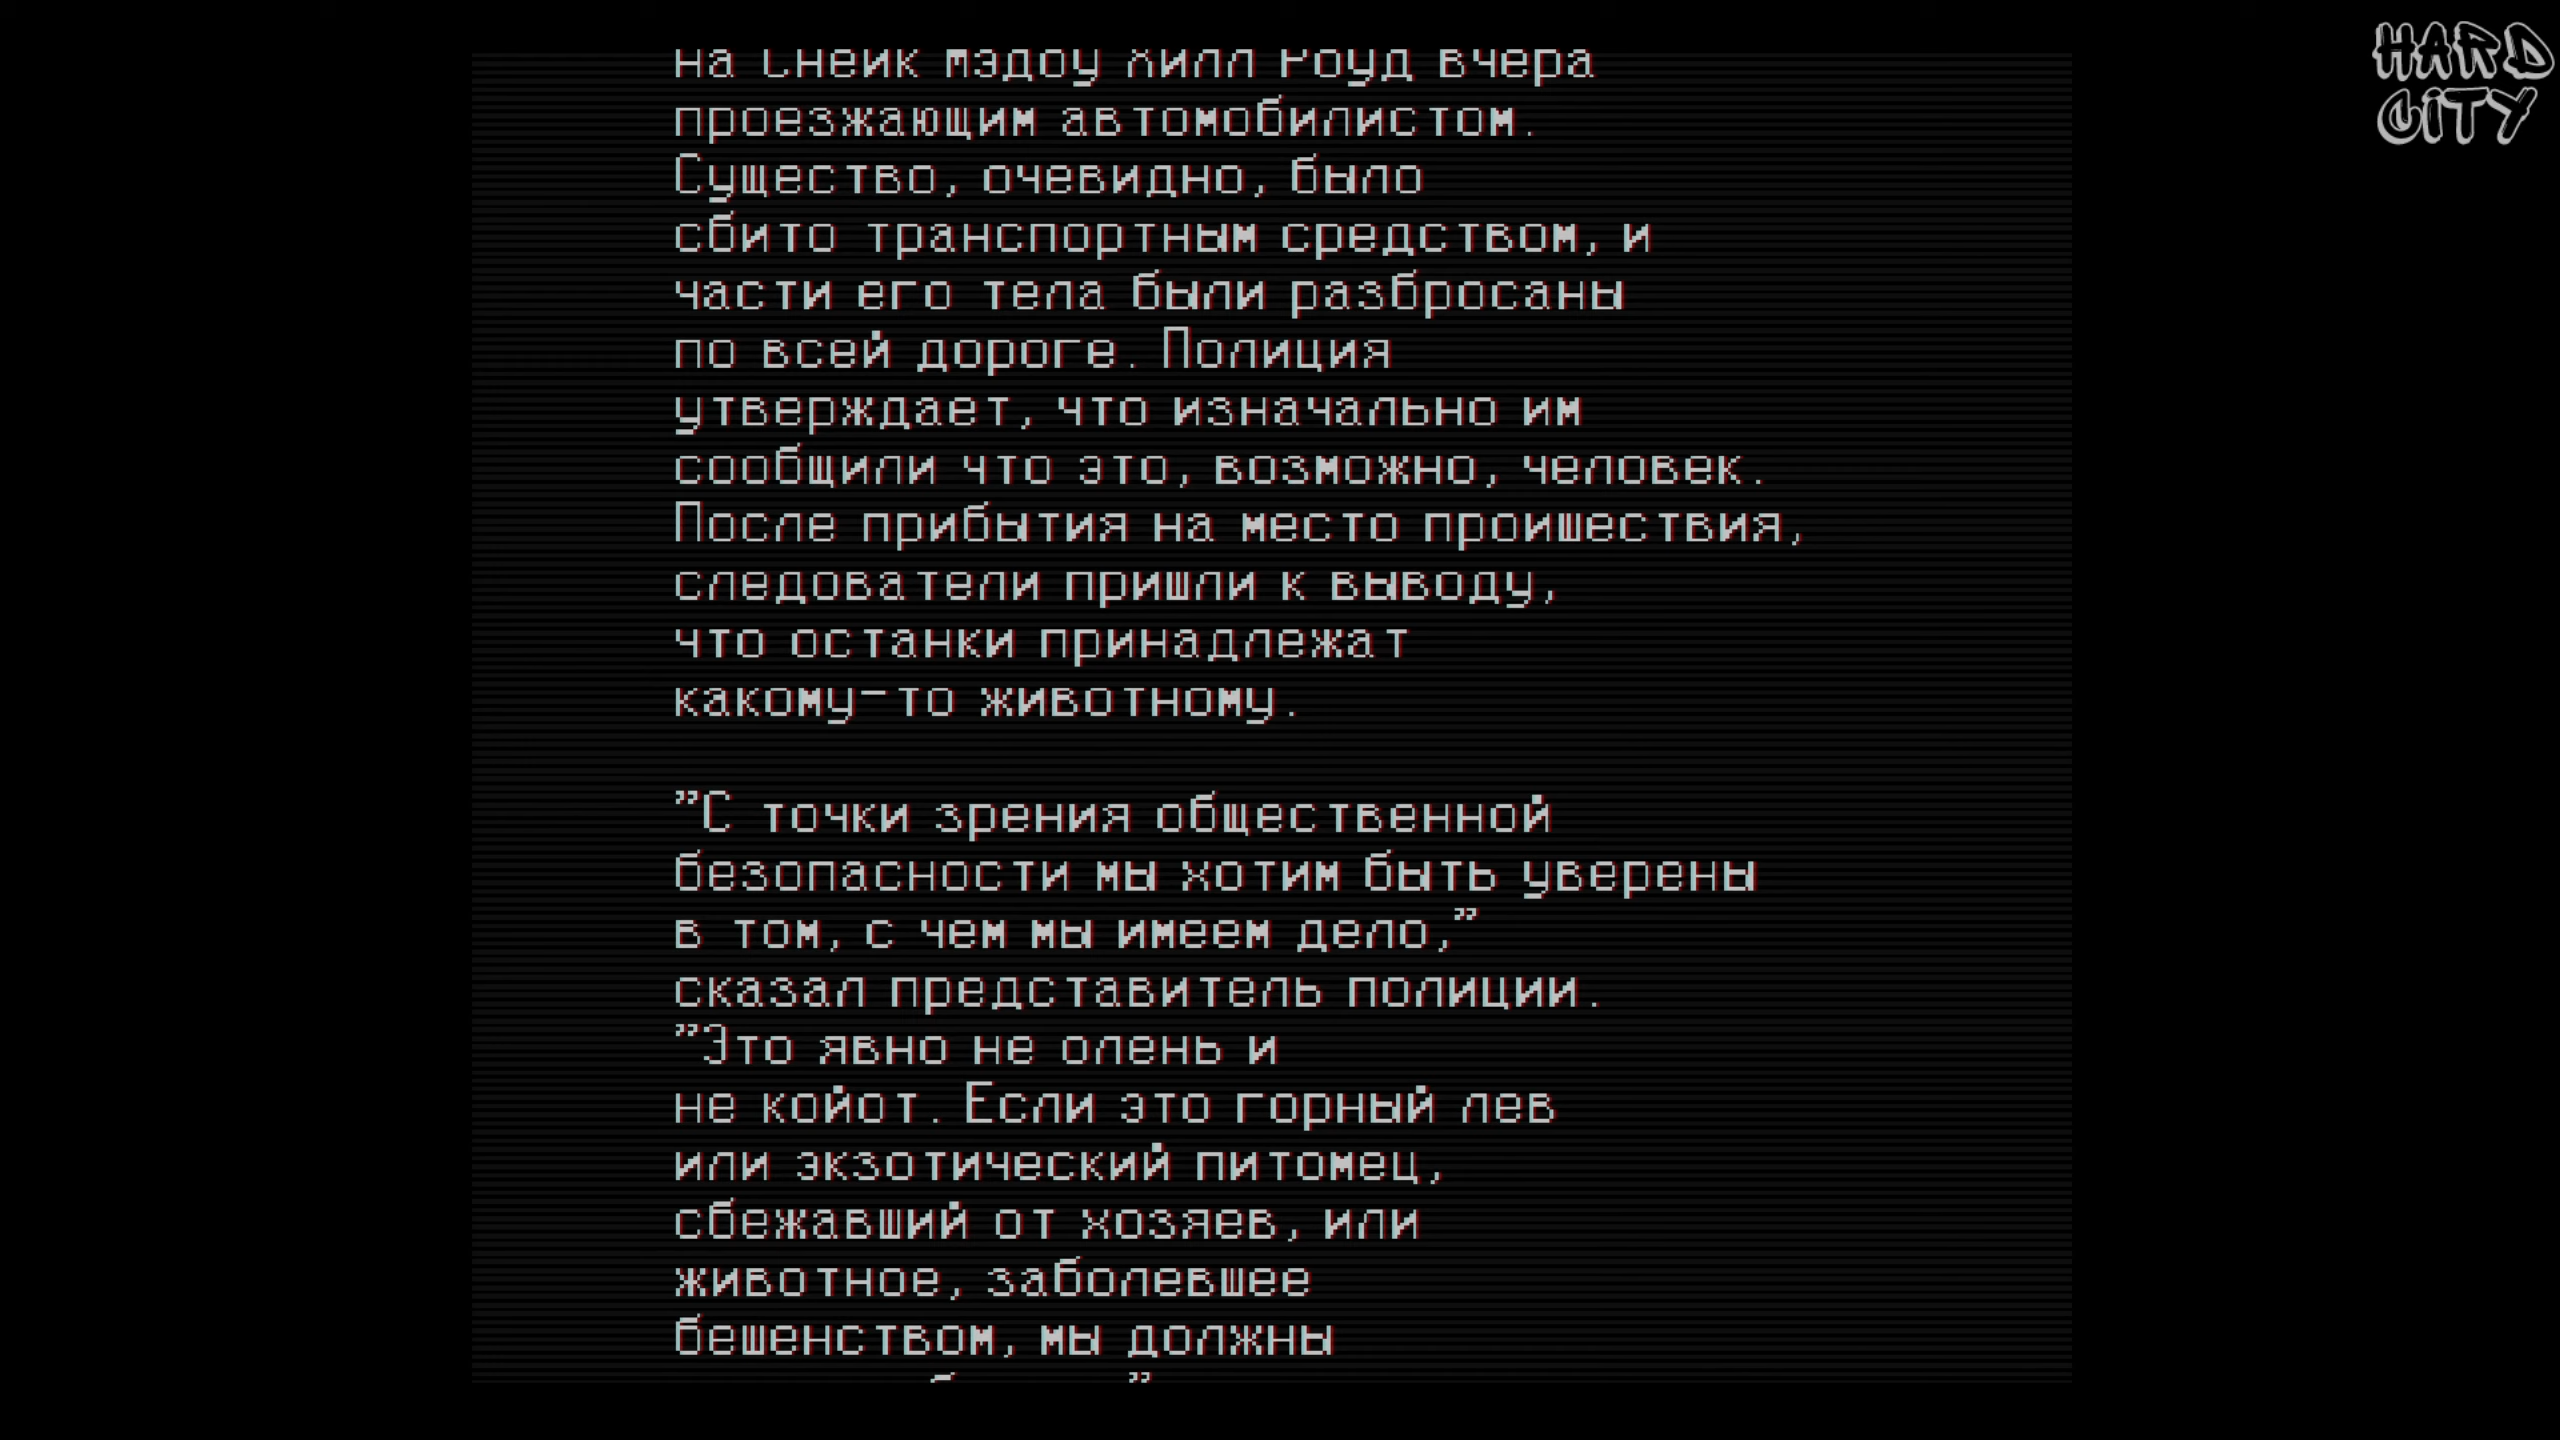 на Снейк Мэдоу Хилл Роуд вчера
проезжающим автомобилистом.
Существо, очевидно, было
сбито транспортным средством, и
части его тела были разбросаны
по всей дороге. Полиция
утверждает, что изначально им
сообщили что это, возможно, человек.
После прибытия на место проишествия,
следователи пришли к выводу,
что останки принадлежат
какому-то животному.
"С точки зрения общественной
безопасности мы хотим быть уверены
в том, с чем мы имеем дело,"
сказал представитель полиции.
"Это явно не олень и
не койот. Если это горный лев
или экзотический питомец,
сбежавший от хозяев, или
животное, заболевшее
бешенством, мы должны
HARD
CITY